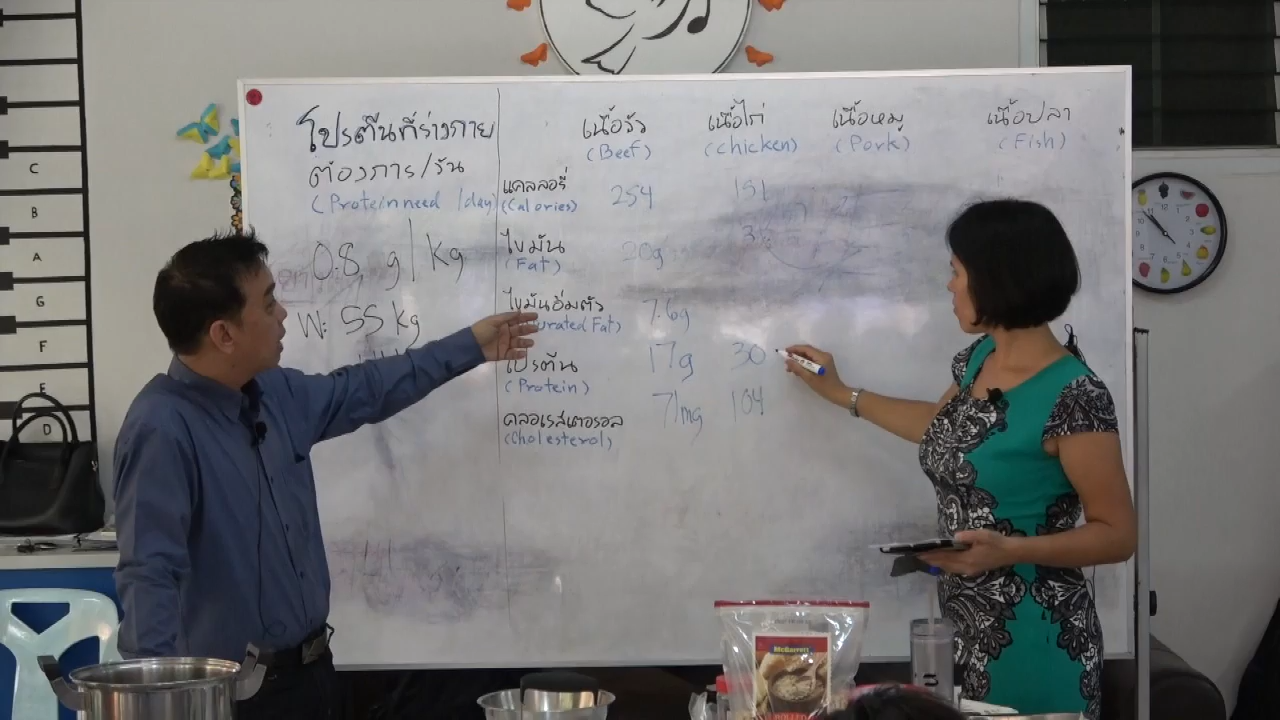 โปรตีนที่ร่างกาย
ต้องการ/วัน
(Protein need /day)
0.8 g/kg
W: 55 kg
เนื้อวัว เนื้อไก่ เนื้อหมู เนื้อปลา
(Beef) (chicken) (Pork) (Fish)
แคลลอรี่ 254 151
(Calories)
ไขมัน 20g 3
(Fat)
ไขมันอิ่มตัว 7.6g
Fat)
โปรตีน 17g 30
(Protein)
คลอเรสเตอรอล 71mg 104
(Cholesterol)
C
B
A
G
F
E
D
McGarrett
ROLLED